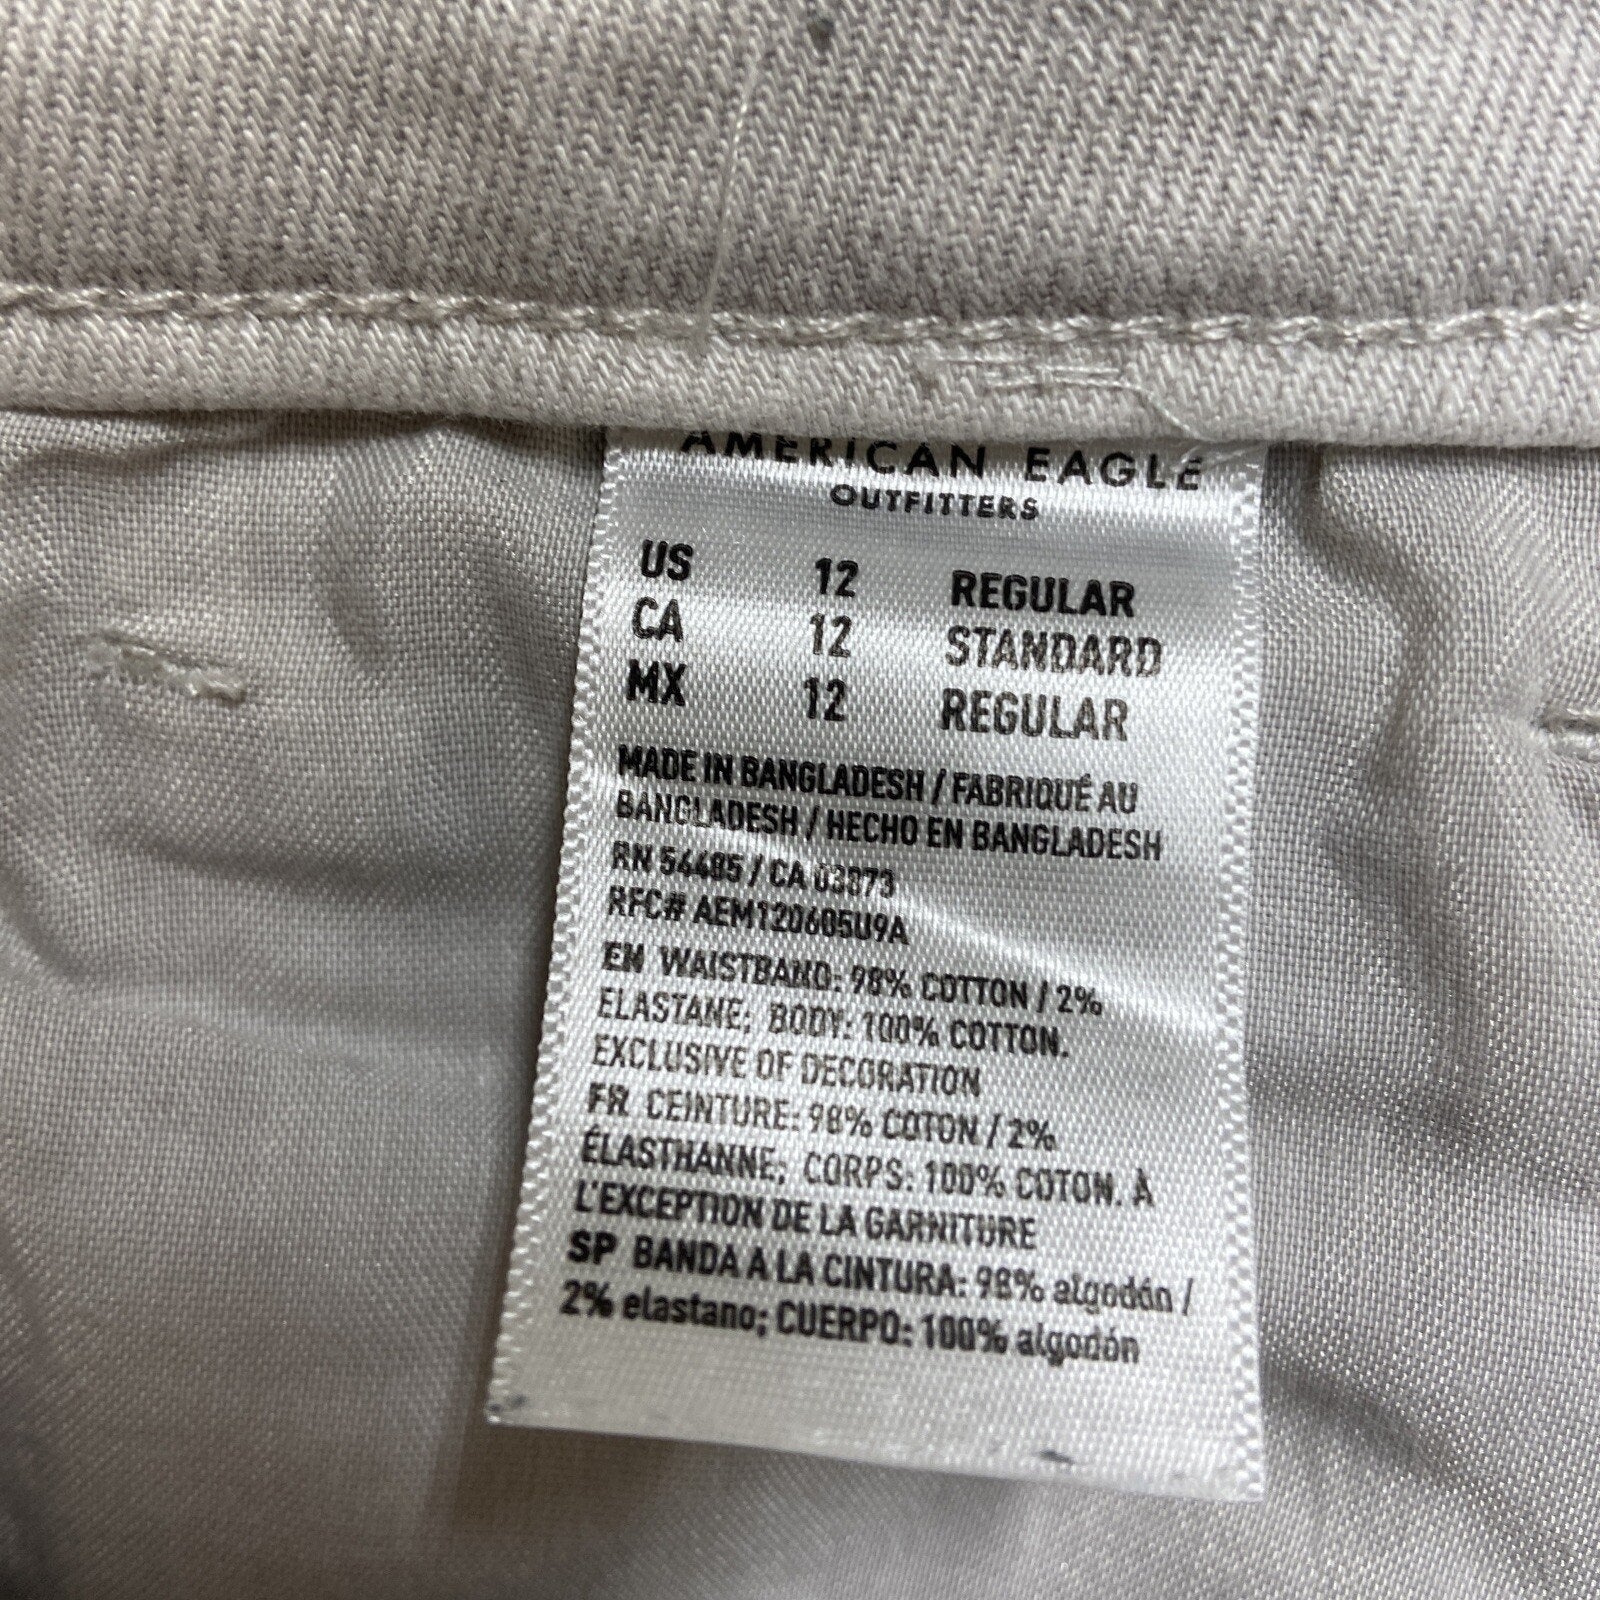 AMERICAN EAGLE
OUTFITTERS
US 12 REGULAR
CA 12 STANDARD
MX 12 REGULAR
MADE IN BANGLADESH / FABRIQUÉ AU
BANGLADESH / HECHO EN BANGLADESH
RN 54485 / CA 03873
RFC# AEM120605U9A
EN WAISTBAND: 98% COTTON / 2%
ELASTANE; BODY: 100% COTTON.
EXCLUSIVE OF DECORATION
FR CEINTURE: 98% COTON / 2%
ÉLASTHANNE; CORPS: 100% COTON. À
L'EXCEPTION DE LA GARNITURE
SP BANDA A LA CINTURA: 98% algodón /
2% elastano; CUERPO: 100% algodón